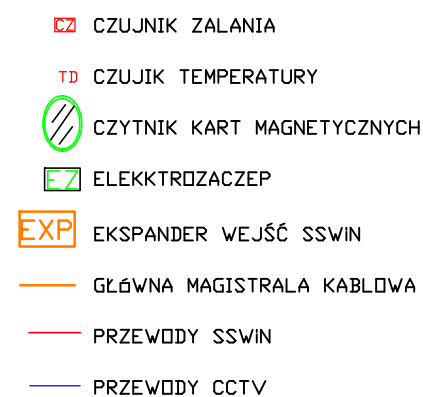 CZ CZUJNIK ZALANIA
TD CZUJIK TEMPERATURY
CZYTNIK KART MAGNETYCZNYCH
EZ ELEKKTROZACZEP
EXP EKSPANDER WEJŚĆ SSWiN
GŁóWNA MAGISTRALA KABLOWA
PRZEWODY SSWiN
PRZEWODY CCTV